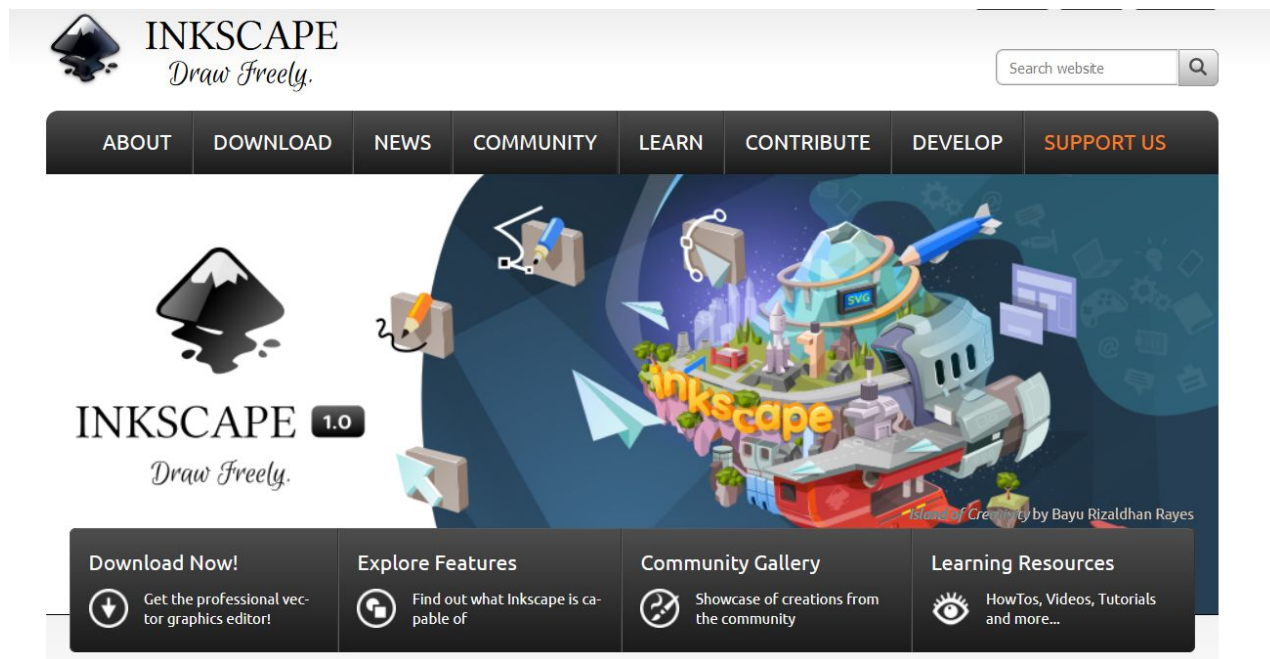 INKSCAPE
Draw Freely.
Search website
ABOUT
DOWNLOAD
NEWS
COMMUNITY
LEARN
CONTRIBUTE
DEVELOP
SUPPORT US
SVG
inkscape
INKSCAPE 1.0
Draw Freely.
Island of Creativity by Bayu Rizaldhan Rayes
Download Now!
Get the professional vec-
tor graphics editor!
Explore Features
Find out what Inkscape is ca-
pable of
Community Gallery
Showcase of creations from
the community
Learning Resources
HowTos, Videos, Tutorials
and more...